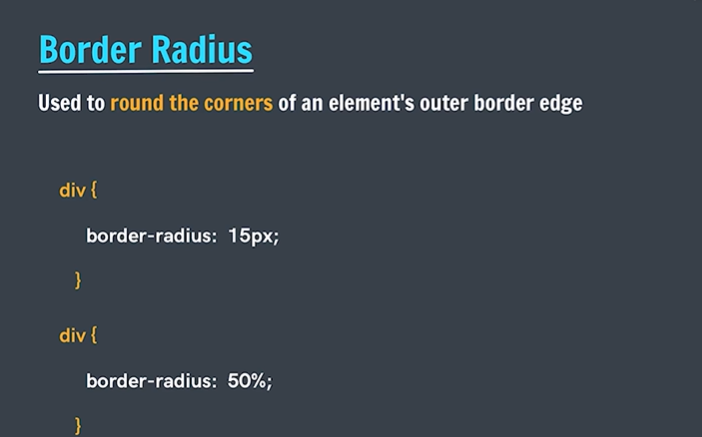 Border Radius
Used to round the corners of an element's outer border edge
div {
border-radius: 15px;
}
div {
border-radius: 50%;
}